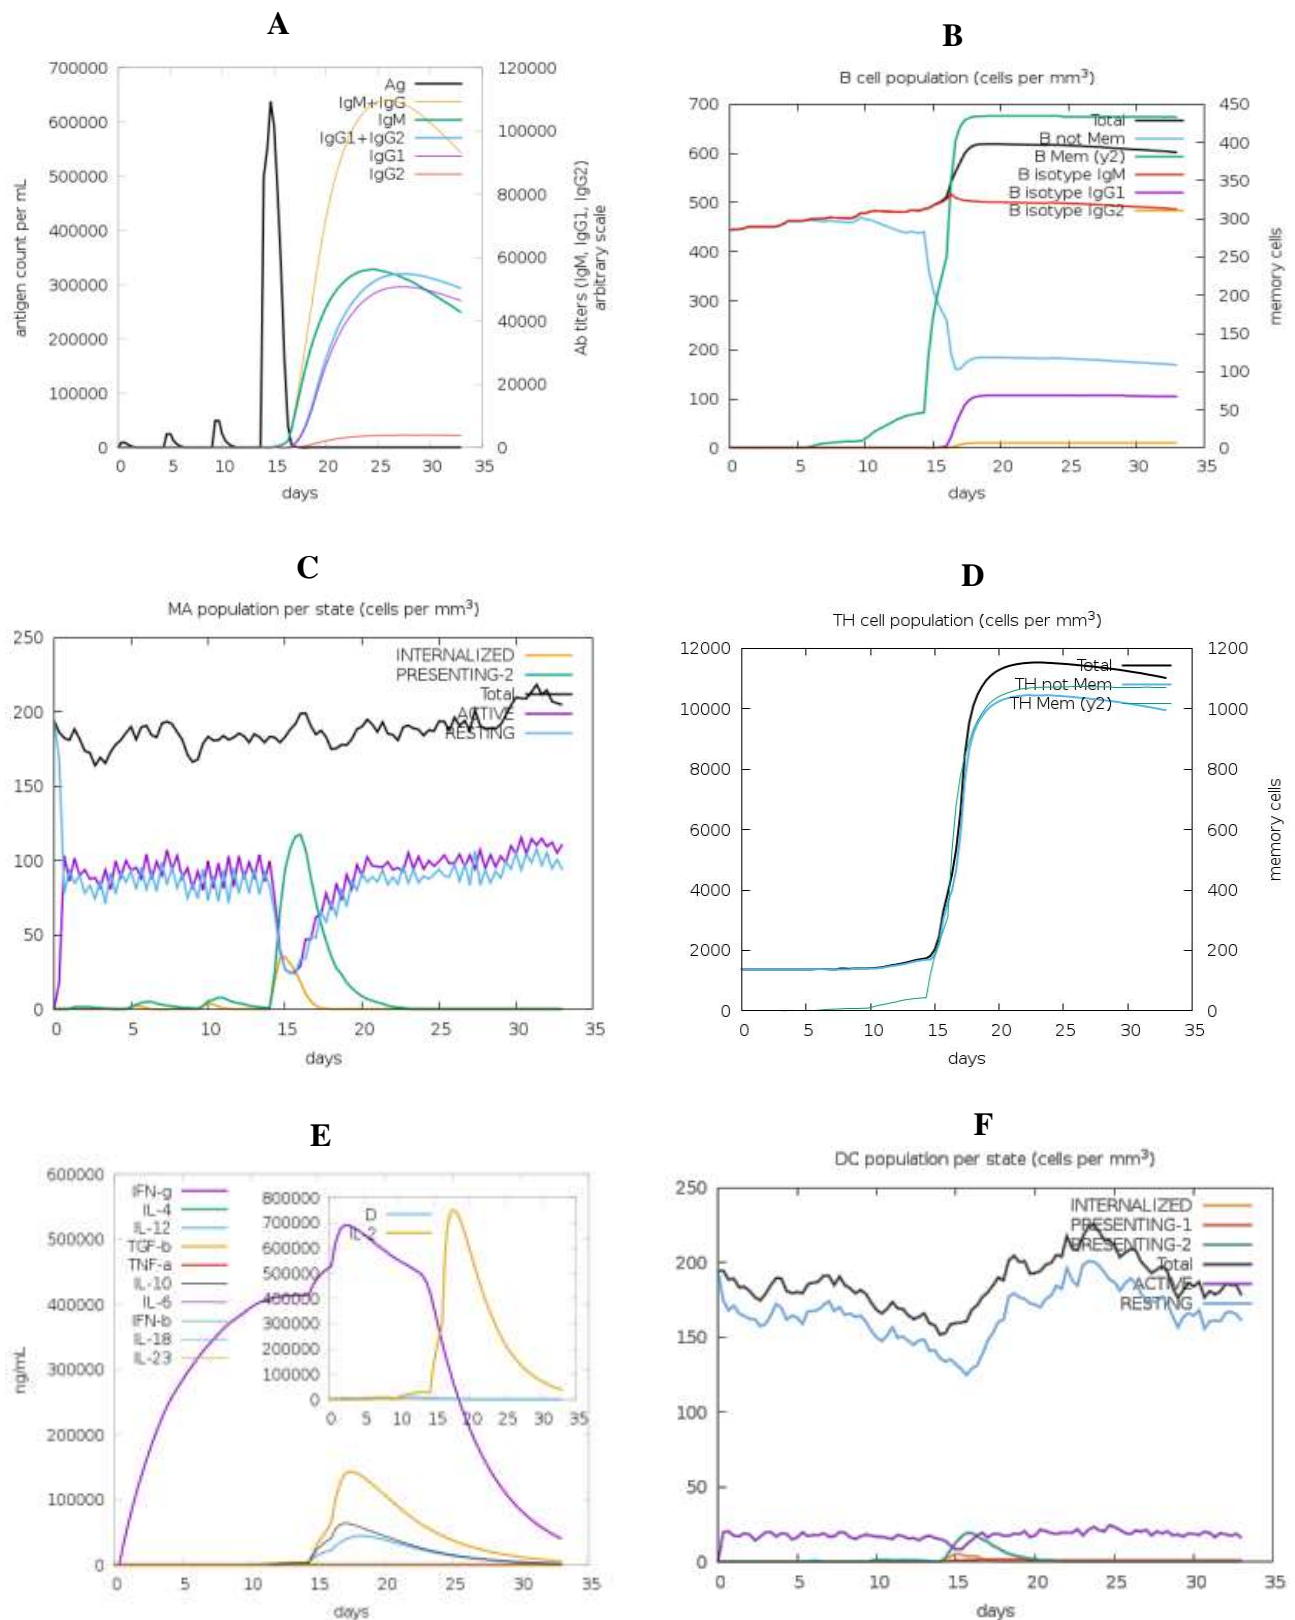 A
700000
600000
500000
400000
300000
200000
100000
0
antigen count per mL
120000
100000
80000
60000
40000
20000
0
Ab titers (IgM, IgG1, IgG2)
arbitrary scale
Ag
IgM+IgG
IgM
IgG1+IgG2
IgG1
IgG2
0 5 10 15 20 25 30 35
days
B
B cell population (cells per mm³)
700
600
500
400
300
200
100
0
450
400
350
300
250
200
150
100
50
0
memory cells
Total
B not Mem
B Mem (y2)
B isotype IgM
B isotype IgG1
B isotype IgG2
0 5 10 15 20 25 30 35
days
C
MA population per state (cells per mm³)
250
200
150
100
50
0
INTERNALIZED
PRESENTING-2
Total
ACTIVE
RESTING
0 5 10 15 20 25 30 35
days
D
TH cell population (cells per mm³)
12000
10000
8000
6000
4000
2000
0
1200
1000
800
600
400
200
0
memory cells
Total
TH not Mem
TH Mem (y2)
0 5 10 15 20 25 30 35
days
E
600000
500000
400000
300000
200000
100000
0
ng/mL
IFN-g
IL-4
IL-12
TGF-b
TNF-a
IL-10
IL-6
IFN-b
IL-18
IL-23
800000
700000
600000
500000
400000
300000
200000
100000
0
D
IL-2
0 5 10 15 20 25 30 35
0 5 10 15 20 25 30 35
days
F
DC population per state (cells per mm³)
250
200
150
100
50
0
INTERNALIZED
PRESENTING-1
PRESENTING-2
Total
ACTIVE
RESTING
0 5 10 15 20 25 30 35
days